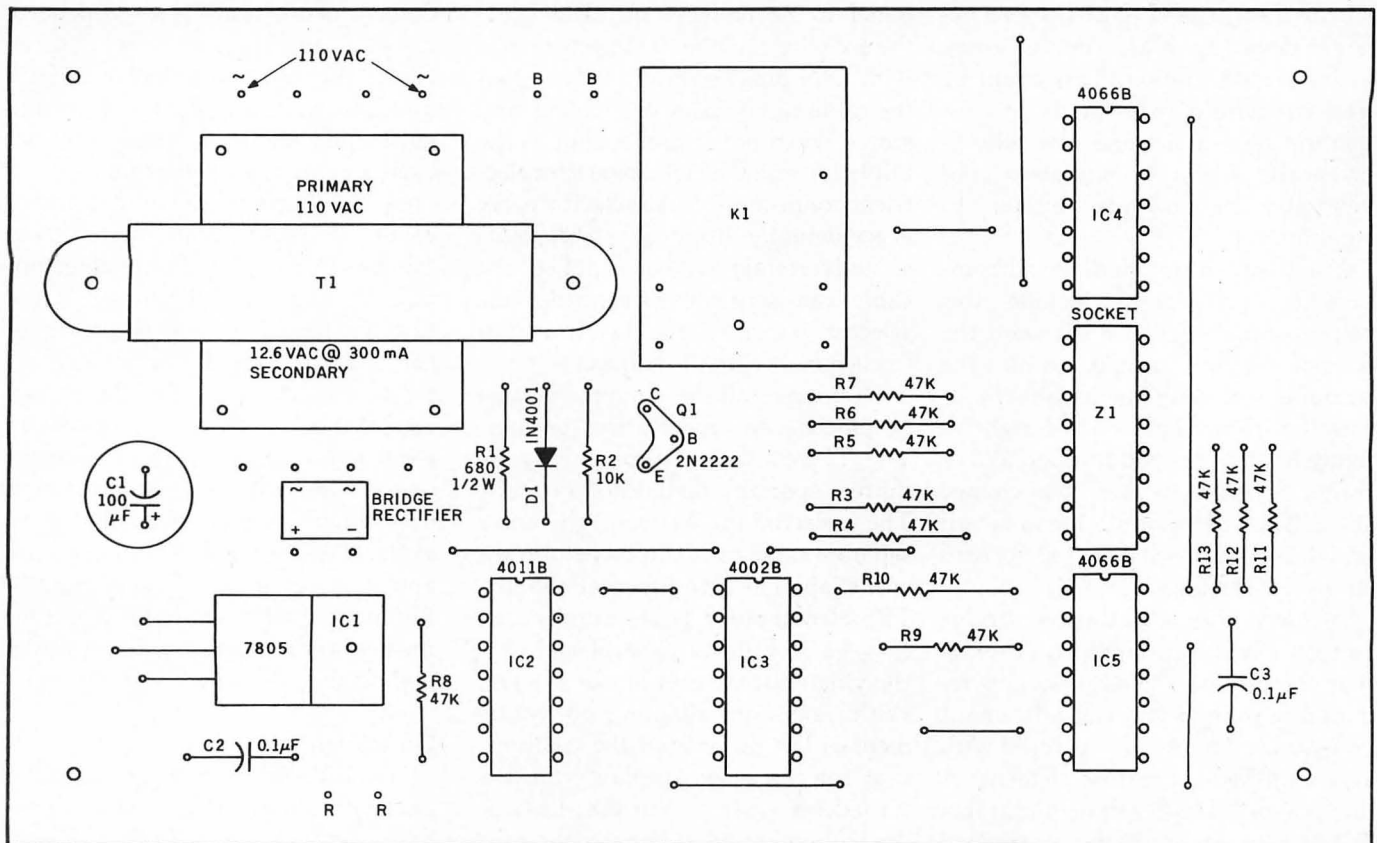 110 VAC
~
~
B
B
4066B
PRIMARY
110 VAC
K1
IC4
T1
SOCKET
12.6 VAC @ 300 mA
SECONDARY
Z1
R7 47K
R6 47K
R5 47K
R3 47K
R4 47K
C
Q1
B
2N2222
E
R1
680
1/2 W
D1 IN4001
R2
10K
C1
100
μF
+
~ ~
+ −
BRIDGE
RECTIFIER
R13 47K
R12 47K
R11 47K
4011B
4002B
4066B
R10 47K
IC1
7805
R8
47K
IC2
IC3
R9 47K
IC5
C3
0.1μF
C2 0.1μF
R
R